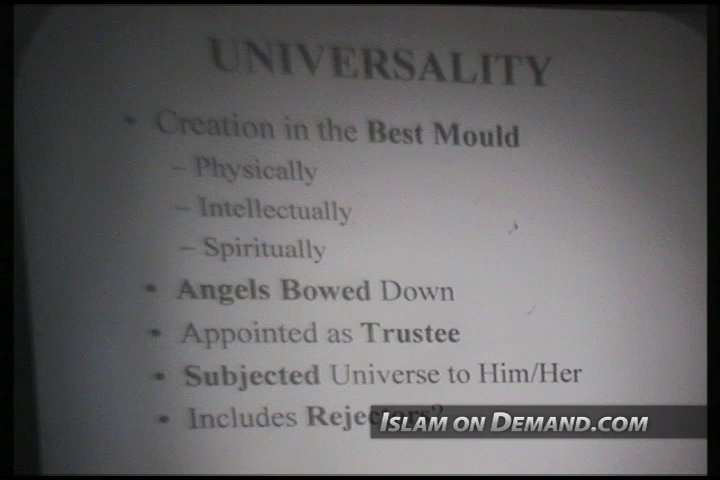 UNIVERSALITY
• Creation in the Best Mould
– Physically
– Intellectually
– Spiritually
• Angels Bowed Down
• Appointed as Trustee
• Subjected Universe to Him/Her
• Includes Rejectors?
ISLAM ON DEMAND.COM